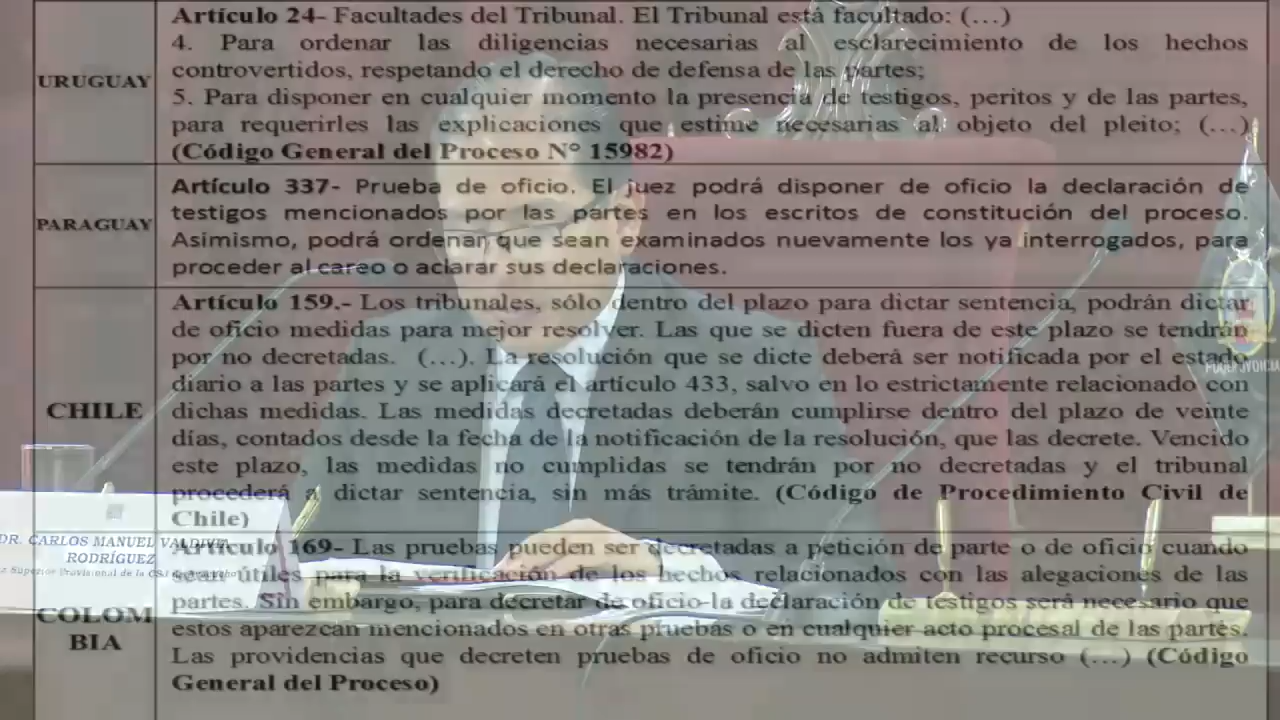 URUGUAY
Artículo 24- Facultades del Tribunal. El Tribunal está facultado: (…)
4. Para ordenar las diligencias necesarias al esclarecimiento de los hechos
controvertidos, respetando el derecho de defensa de las partes;
5. Para disponer en cualquier momento la presencia de testigos, peritos y de las partes,
para requerirles las explicaciones que estime necesarias al objeto del pleito; (…)
(Código General del Proceso N° 15982)
PARAGUAY
Artículo 337- Prueba de oficio. El juez podrá disponer de oficio la declaración de
testigos mencionados por las partes en los escritos de constitución del proceso.
Asimismo, podrá ordenar que sean examinados nuevamente los ya interrogados, para
proceder al careo o aclarar sus declaraciones.
CHILE
Artículo 159.- Los tribunales, sólo dentro del plazo para dictar sentencia, podrán dictar
de oficio medidas para mejor resolver. Las que se dicten fuera de este plazo se tendrán
por no decretadas. (…). La resolución que se dicte deberá ser notificada por el estado
diario a las partes y se aplicará el artículo 433, salvo en lo estrictamente relacionado con
dichas medidas. Las medidas decretadas deberán cumplirse dentro del plazo de veinte
días, contados desde la fecha de la notificación de la resolución, que las decrete. Vencido
este plazo, las medidas no cumplidas se tendrán por no decretadas y el tribunal
procederá a dictar sentencia, sin más trámite. (Código de Procedimiento Civil de
Chile)
COLOM
BIA
Artículo 169- Las pruebas pueden ser decretadas a petición de parte o de oficio cuando
sean útiles para la verificación de los hechos relacionados con las alegaciones de las
partes. Sin embargo, para decretar de oficio la declaración de testigos será necesario que
estos aparezcan mencionados en otras pruebas o en cualquier acto procesal de las partes.
Las providencias que decreten pruebas de oficio no admiten recurso (…) (Código
General del Proceso)
DR. CARLOS MANUEL VALDIVIA
RODRÍGUEZ
Superior Provisional de la
PODER JUDICIAL